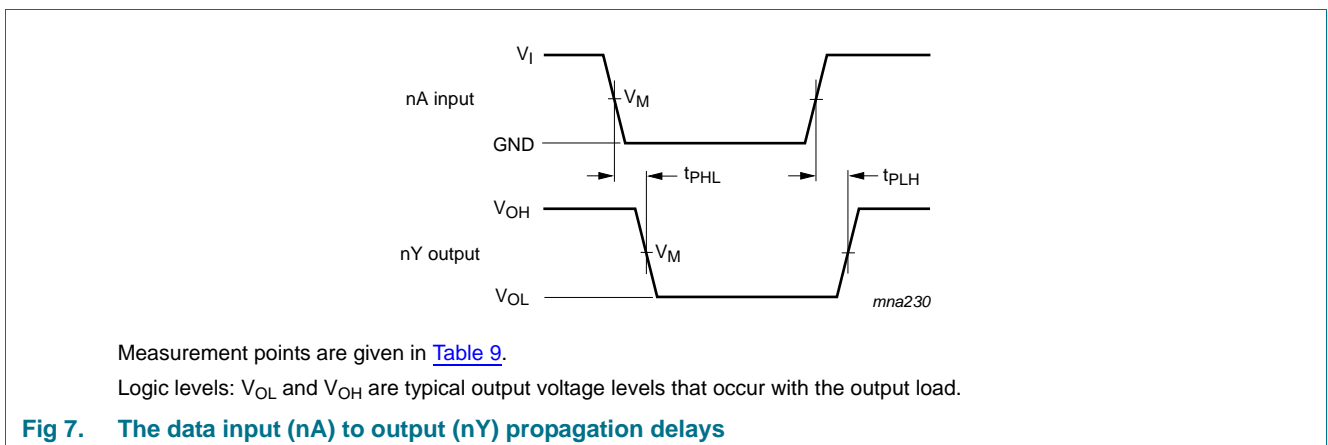 V_I
nA input
V_M
GND
t_PHL
t_PLH
V_OH
nY output
V_M
V_OL
mna230
Measurement points are given in Table 9.
Logic levels: V_OL and V_OH are typical output voltage levels that occur with the output load.
Fig 7. The data input (nA) to output (nY) propagation delays